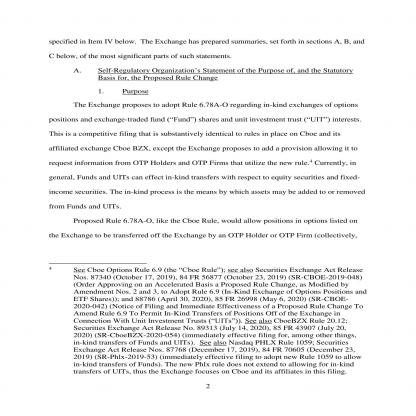 specified in Item IV below.  The Exchange has prepared summaries, set forth in sections A, B, and
C below, of the most significant parts of such statements.
A. Self-Regulatory Organization's Statement of the Purpose of, and the Statutory
Basis for, the Proposed Rule Change
1. Purpose
The Exchange proposes to adopt Rule 6.78A-O regarding in-kind exchanges of options
positions and exchange-traded fund ("Fund") shares and unit investment trust ("UIT") interests.
This is a competitive filing that is substantively identical to rules in place on Cboe and its
affiliated exchange Cboe BZX, except the Exchange proposes to add a provision allowing it to
request information from OTP Holders and OTP Firms that utilize the new rule.4 Currently, in
general, Funds and UITs can effect in-kind transfers with respect to equity securities and fixed-
income securities. The in-kind process is the means by which assets may be added to or removed
from Funds and UITs.
Proposed Rule 6.78A-O, like the Cboe Rule, would allow positions in options listed on
the Exchange to be transferred off the Exchange by an OTP Holder or OTP Firm (collectively,
4 See Cboe Options Rule 6.9 (the "Cboe Rule"); see also Securities Exchange Act Release
Nos. 87340 (October 17, 2019), 84 FR 56877 (October 23, 2019) (SR-CBOE-2019-048)
(Order Approving on an Accelerated Basis a Proposed Rule Change, as Modified by
Amendment Nos. 2 and 3, to Adopt Rule 6.9 (In-Kind Exchange of Options Positions and
ETF Shares)); and 88786 (April 30, 2020), 85 FR 26998 (May 6, 2020) (SR-CBOE-
2020-042) (Notice of Filing and Immediate Effectiveness of a Proposed Rule Change To
Amend Rule 6.9 To Permit In-Kind Transfers of Positions Off of the Exchange in
Connection With Unit Investment Trusts ("UITs")). See also CboeBZX Rule 20.12;
Securities Exchange Act Release No. 89313 (July 14, 2020), 85 FR 43907 (July 20,
2020) (SR-CboeBZX-2020-054) (immediately effective filing for, among other things,
in-kind transfers of Funds and UITs).  See also Nasdaq PHLX Rule 1059; Securities
Exchange Act Release Nos. 87768 (December 17, 2019), 84 FR 70605 (December 23,
2019) (SR-Phlx-2019-53) (immediately effective filing to adopt new Rule 1059 to allow
in-kind transfers of Funds). The new Phlx rule does not extend to allowing for in-kind
transfers of UITs, thus the Exchange focuses on Cboe and its affiliates in this filing.
2